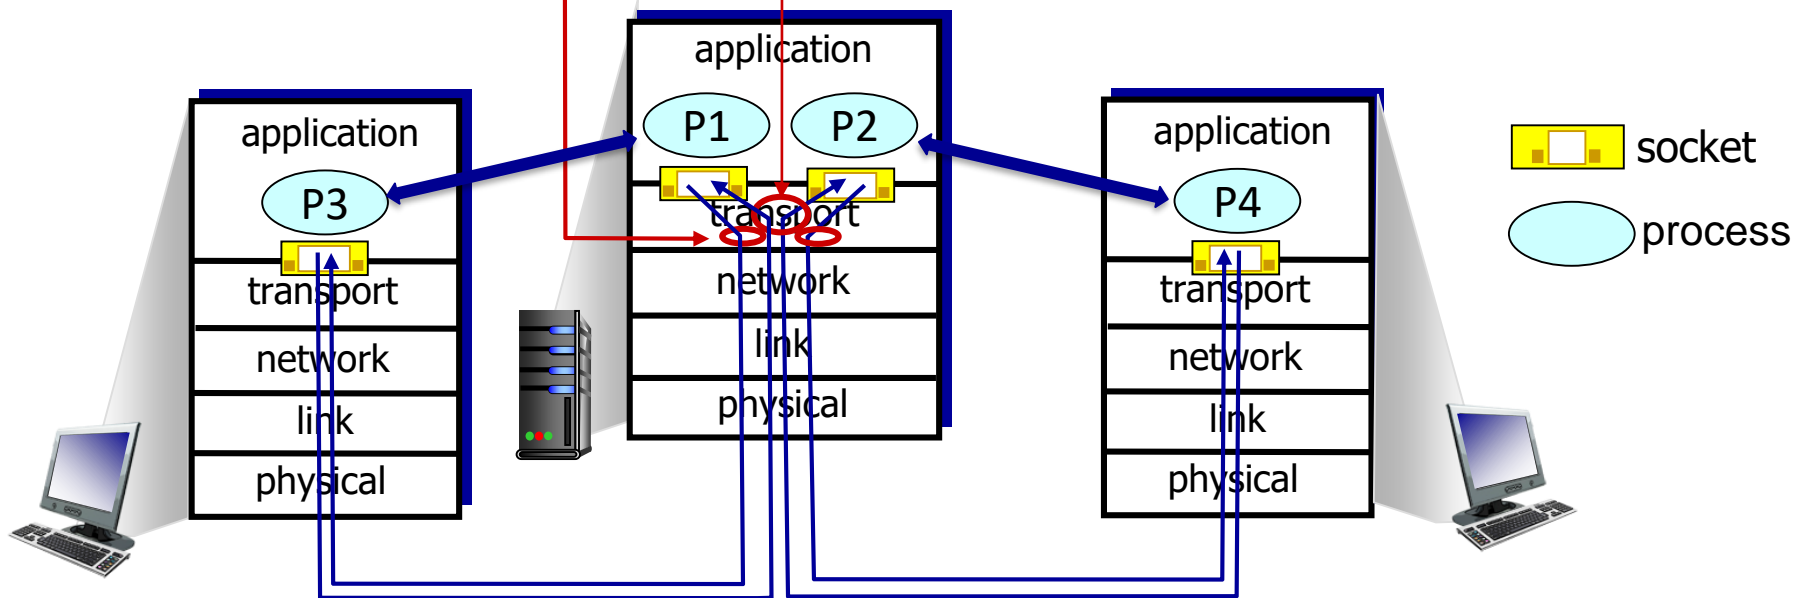 application
P3
transport
network
link
physical
application
P1
P2
transport
network
link
physical
application
P4
transport
network
link
physical
socket
process